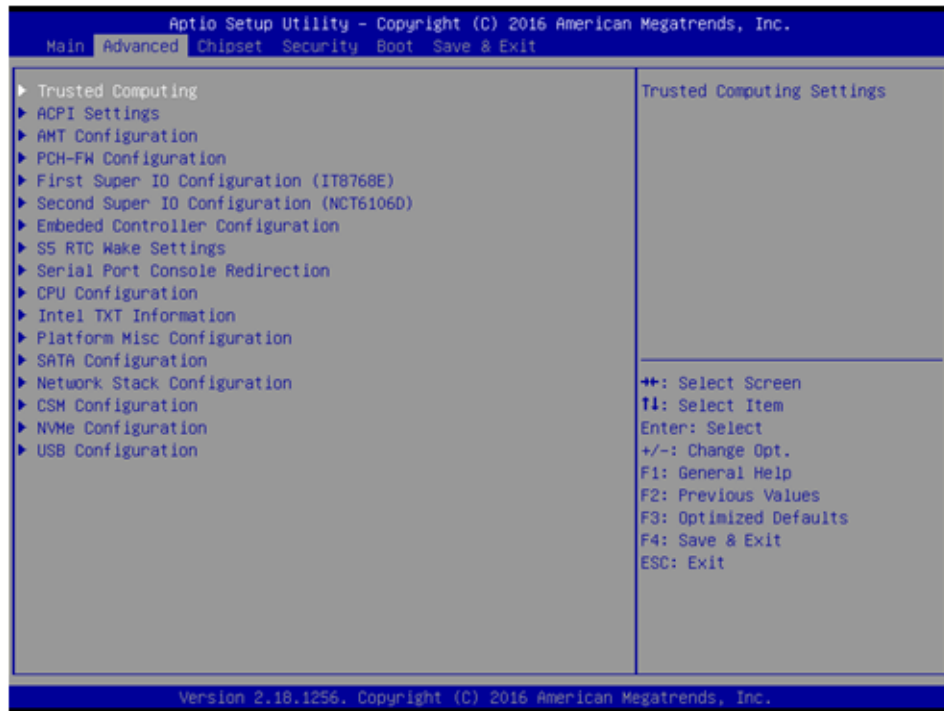 Aptio Setup Utility – Copyright (C) 2016 American Megatrends, Inc.
Main Advanced Chipset Security Boot Save & Exit
▶ Trusted Computing
▶ ACPI Settings
▶ AMT Configuration
▶ PCH-FW Configuration
▶ First Super IO Configuration (IT8768E)
▶ Second Super IO Configuration (NCT6106D)
▶ Embeded Controller Configuration
▶ S5 RTC Wake Settings
▶ Serial Port Console Redirection
▶ CPU Configuration
▶ Intel TXT Information
▶ Platform Misc Configuration
▶ SATA Configuration
▶ Network Stack Configuration
▶ CSM Configuration
▶ NVMe Configuration
▶ USB Configuration
Trusted Computing Settings
→←: Select Screen
↑↓: Select Item
Enter: Select
+/-: Change Opt.
F1: General Help
F2: Previous Values
F3: Optimized Defaults
F4: Save & Exit
ESC: Exit
Version 2.18.1256. Copyright (C) 2016 American Megatrends, Inc.